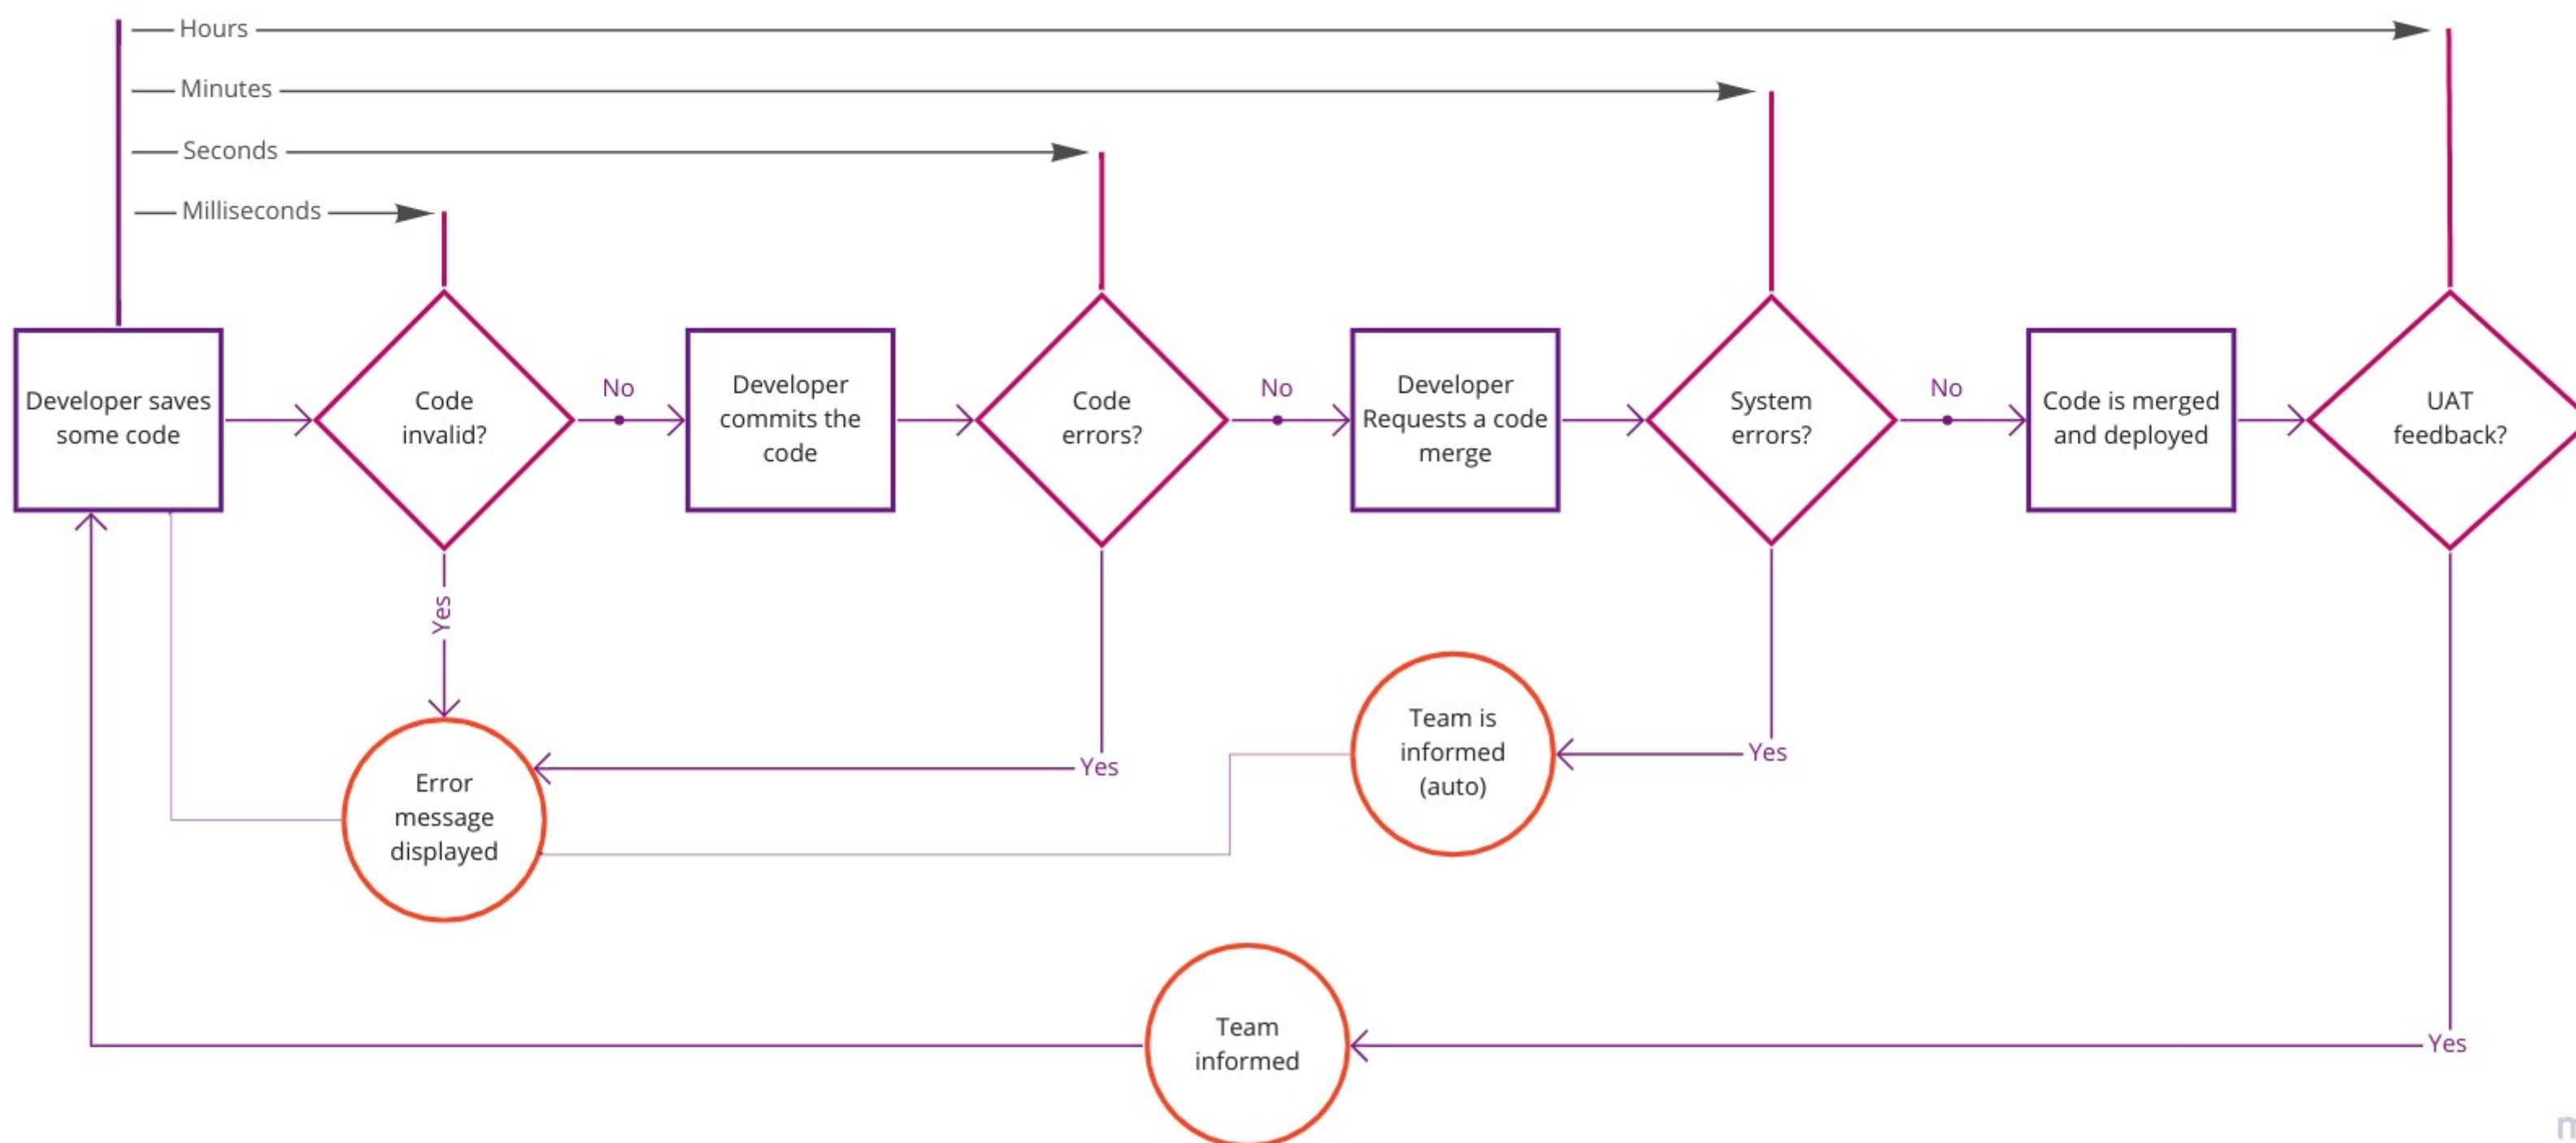 Hours
Minutes
Seconds
Milliseconds
Developer saves
some code
Code
invalid?
No
Developer
commits the
code
Code
errors?
No
Developer
Requests a code
merge
System
errors?
No
Code is merged
and deployed
UAT
feedback?
Yes
Error
message
displayed
Yes
Team is
informed
(auto)
Yes
Team
informed
Yes